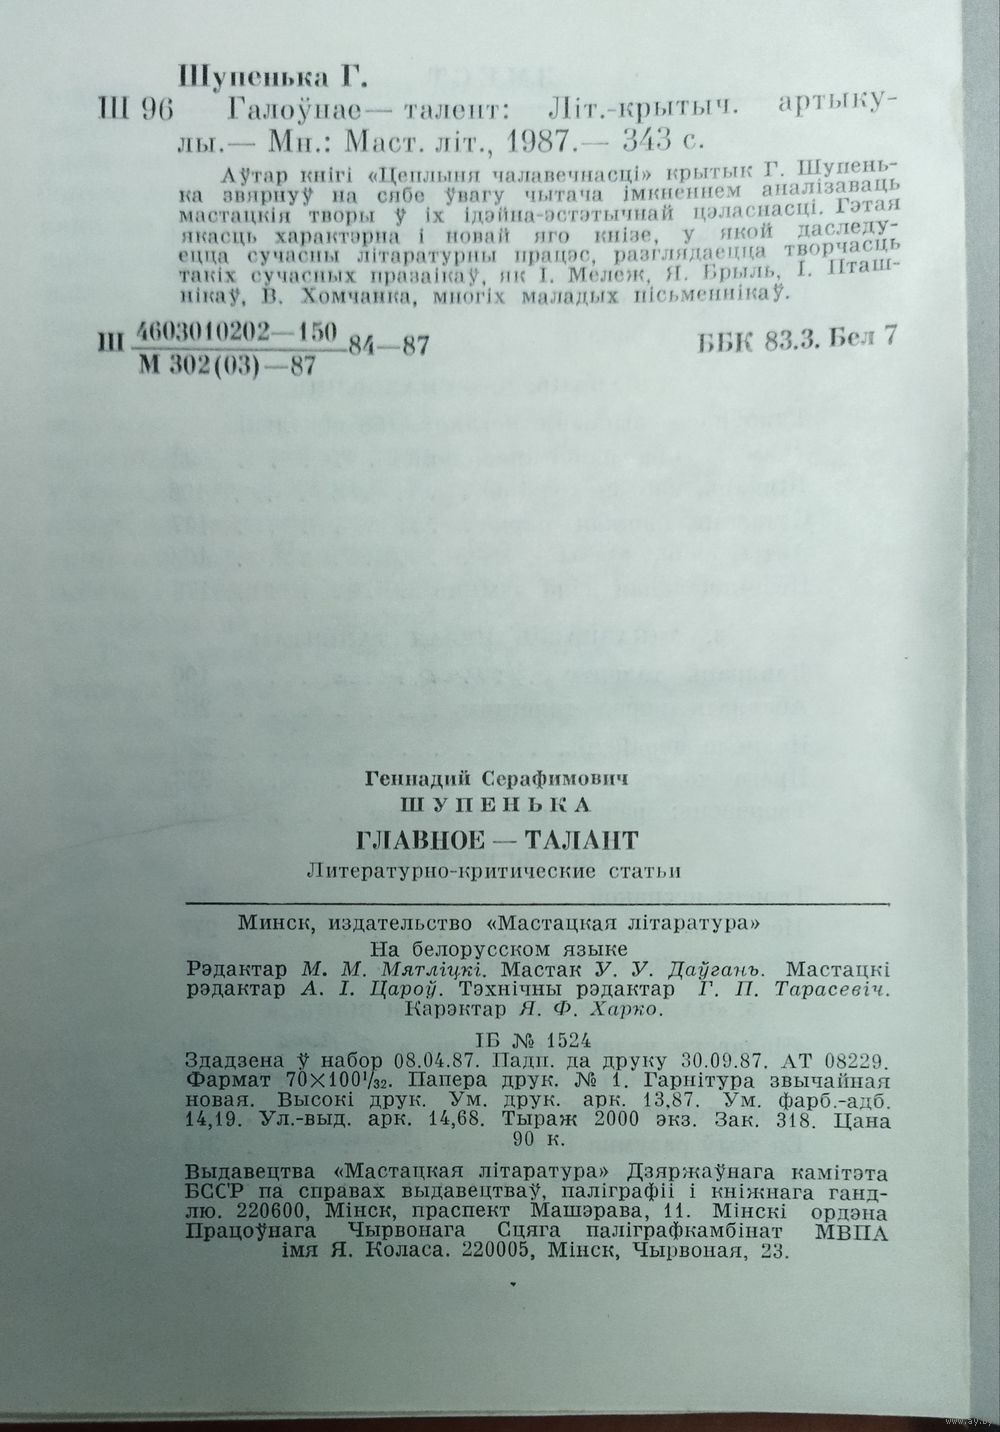 Шупенька Г.
Ш 96 Галоўнае — талент: Літ.-крытыч. артыку-
лы.— Мн.: Маст. літ., 1987.— 343 с.
Аўтар кнігі «Цеплыня чалавечнасці» крытык Г. Шупень-
ка звярнуў на сябе ўвагу чытача імкненнем аналізаваць
мастацкія творы ў іх ідэйна-эстэтычнай цэласнасці. Гэтая
якасць характэрна і новай яго кнізе, у якой даследу-
ецца сучасны літаратурны працэс, разглядаецца творчасць
такіх сучасных празаікаў, як І. Мележ, Я. Брыль, І. Пташ-
нікаў, В. Хомчанка, многіх маладых пісьменнікаў.
Ш 4603010202—150
М 302(03)—87 84—87 ББК 83.3. Бел 7
Геннадий Серафимович
ШУПЕНЬКА
ГЛАВНОЕ — ТАЛАНТ
Литературно-критические статьи
Минск, издательство «Мастацкая літаратура»
На белорусском языке
Рэдактар М. М. Мятліцкі. Мастак У. У. Даўгань. Мастацкі
рэдактар А. І. Цароў. Тэхнічны рэдактар Г. П. Тарасевіч.
Карэктар Я. Ф. Харко.
ІБ № 1524
Здадзена ў набор 08.04.87. Падп. да друку 30.09.87. АТ 08229.
Фармат 70×100¹/₃₂. Папера друк. № 1. Гарнітура звычайная
новая. Высокі друк. Ум. друк. арк. 13,87. Ум. фарб.-адб.
14,19. Ул.-выд. арк. 14,68. Тыраж 2000 экз. Зак. 318. Цана
90 к.
Выдавецтва «Мастацкая літаратура» Дзяржаўнага камітэта
БССР па справах выдавецтваў, паліграфіі і кніжнага ганд-
лю. 220600, Мінск, праспект Машэрава, 11. Мінскі ордэна
Працоўнага Чырвонага Сцяга паліграфкамбінат МВПА
імя Я. Коласа. 220005, Мінск, Чырвоная, 23.
www.ay.by